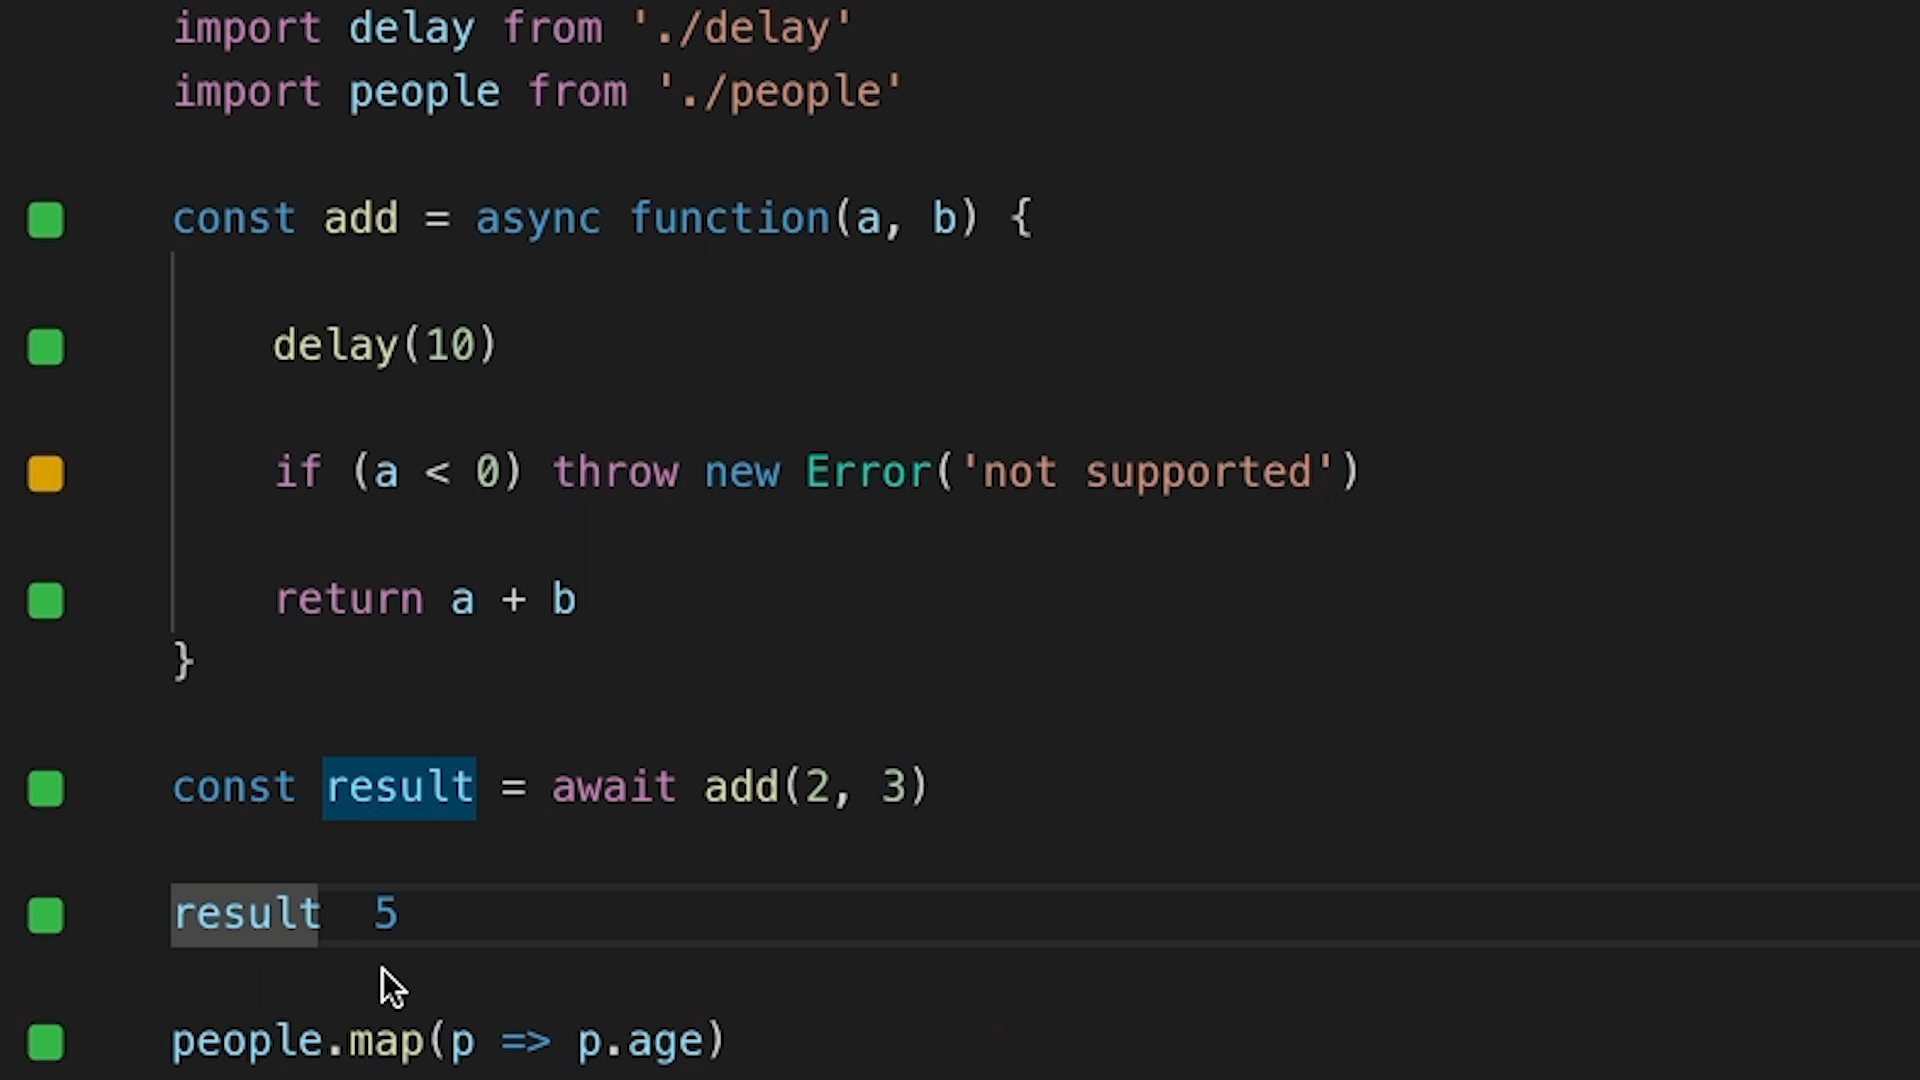 import delay from './delay'
import people from './people'
const add = async function(a, b) {
delay(10)
if (a < 0) throw new Error('not supported')
return a + b
}
const result = await add(2, 3)
result 5
people.map(p => p.age)